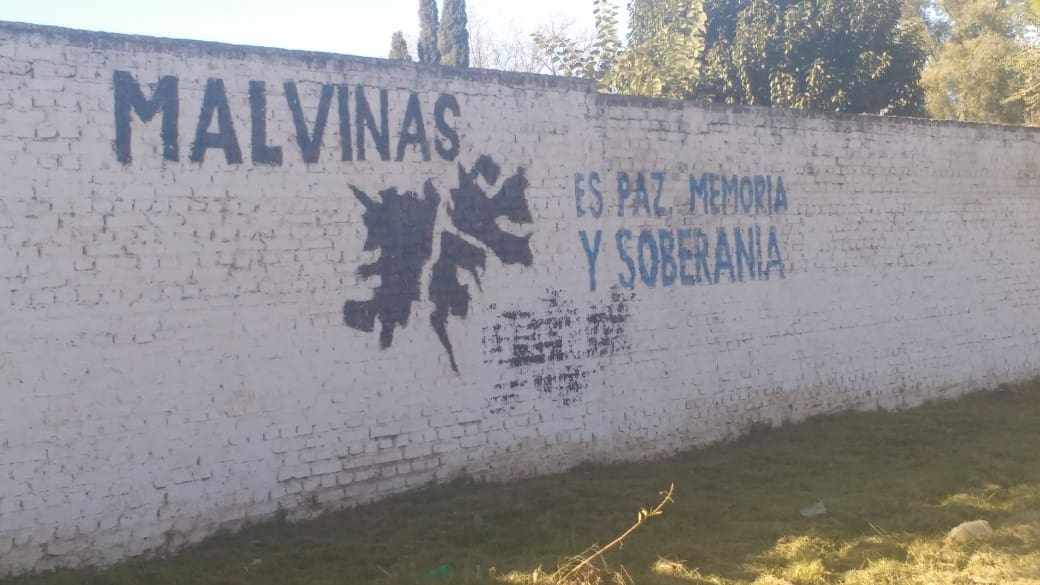 MALVINAS
ES PAZ, MEMORIA
Y SOBERANIA